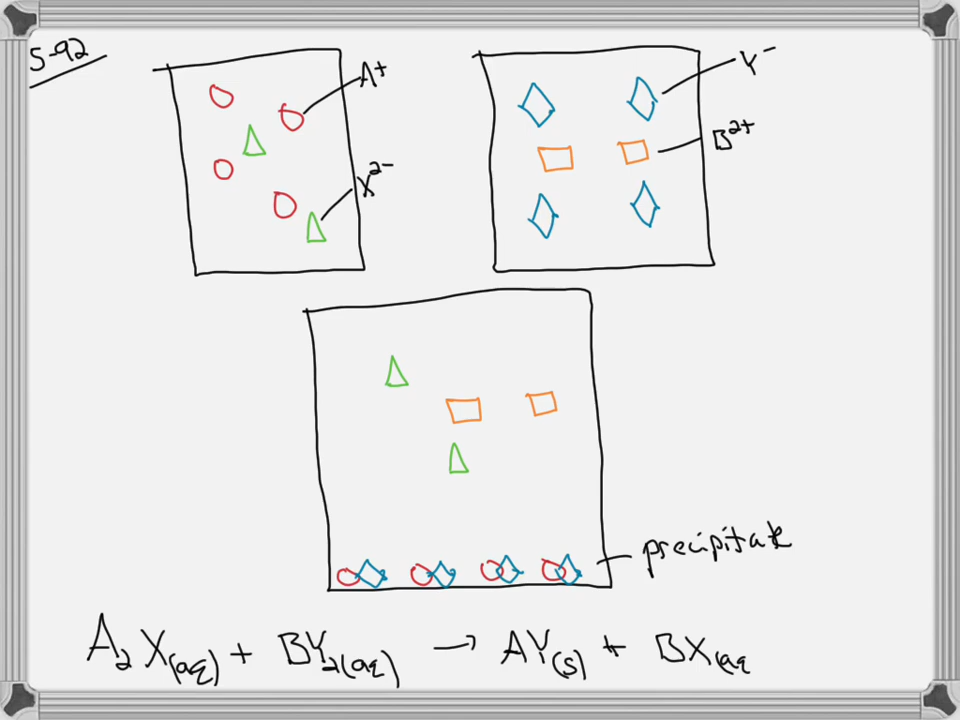 5-92
A⁺
X²⁻
Y⁻
B²⁺
precipitate
A₂X(aq) + BY₂(aq) → AY(s) + BX(aq